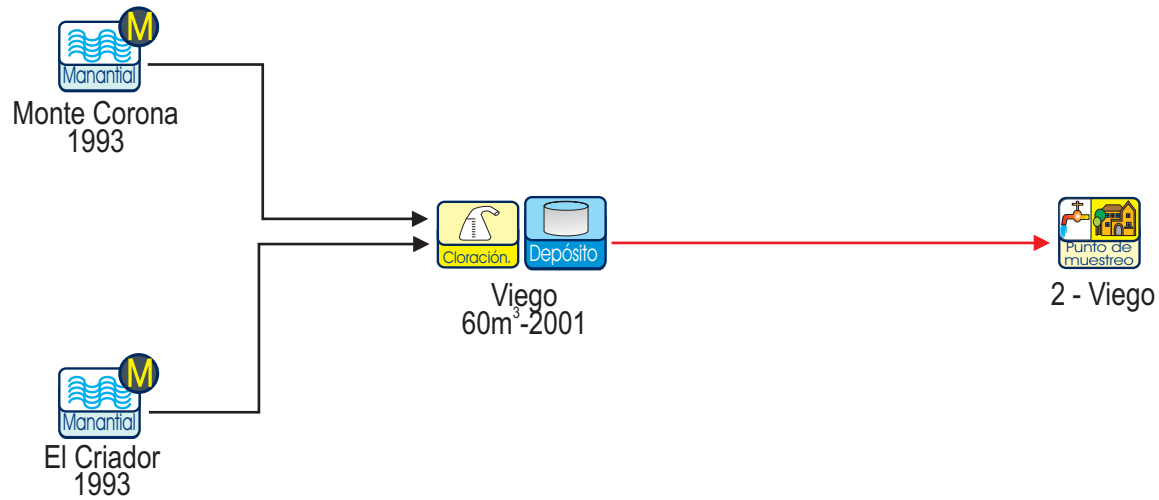 M
Manantial
Monte Corona
1993
Cloración.
Depósito
Viego
60m³-2001
Punto de
muestreo
2 - Viego
M
Manantial
El Criador
1993